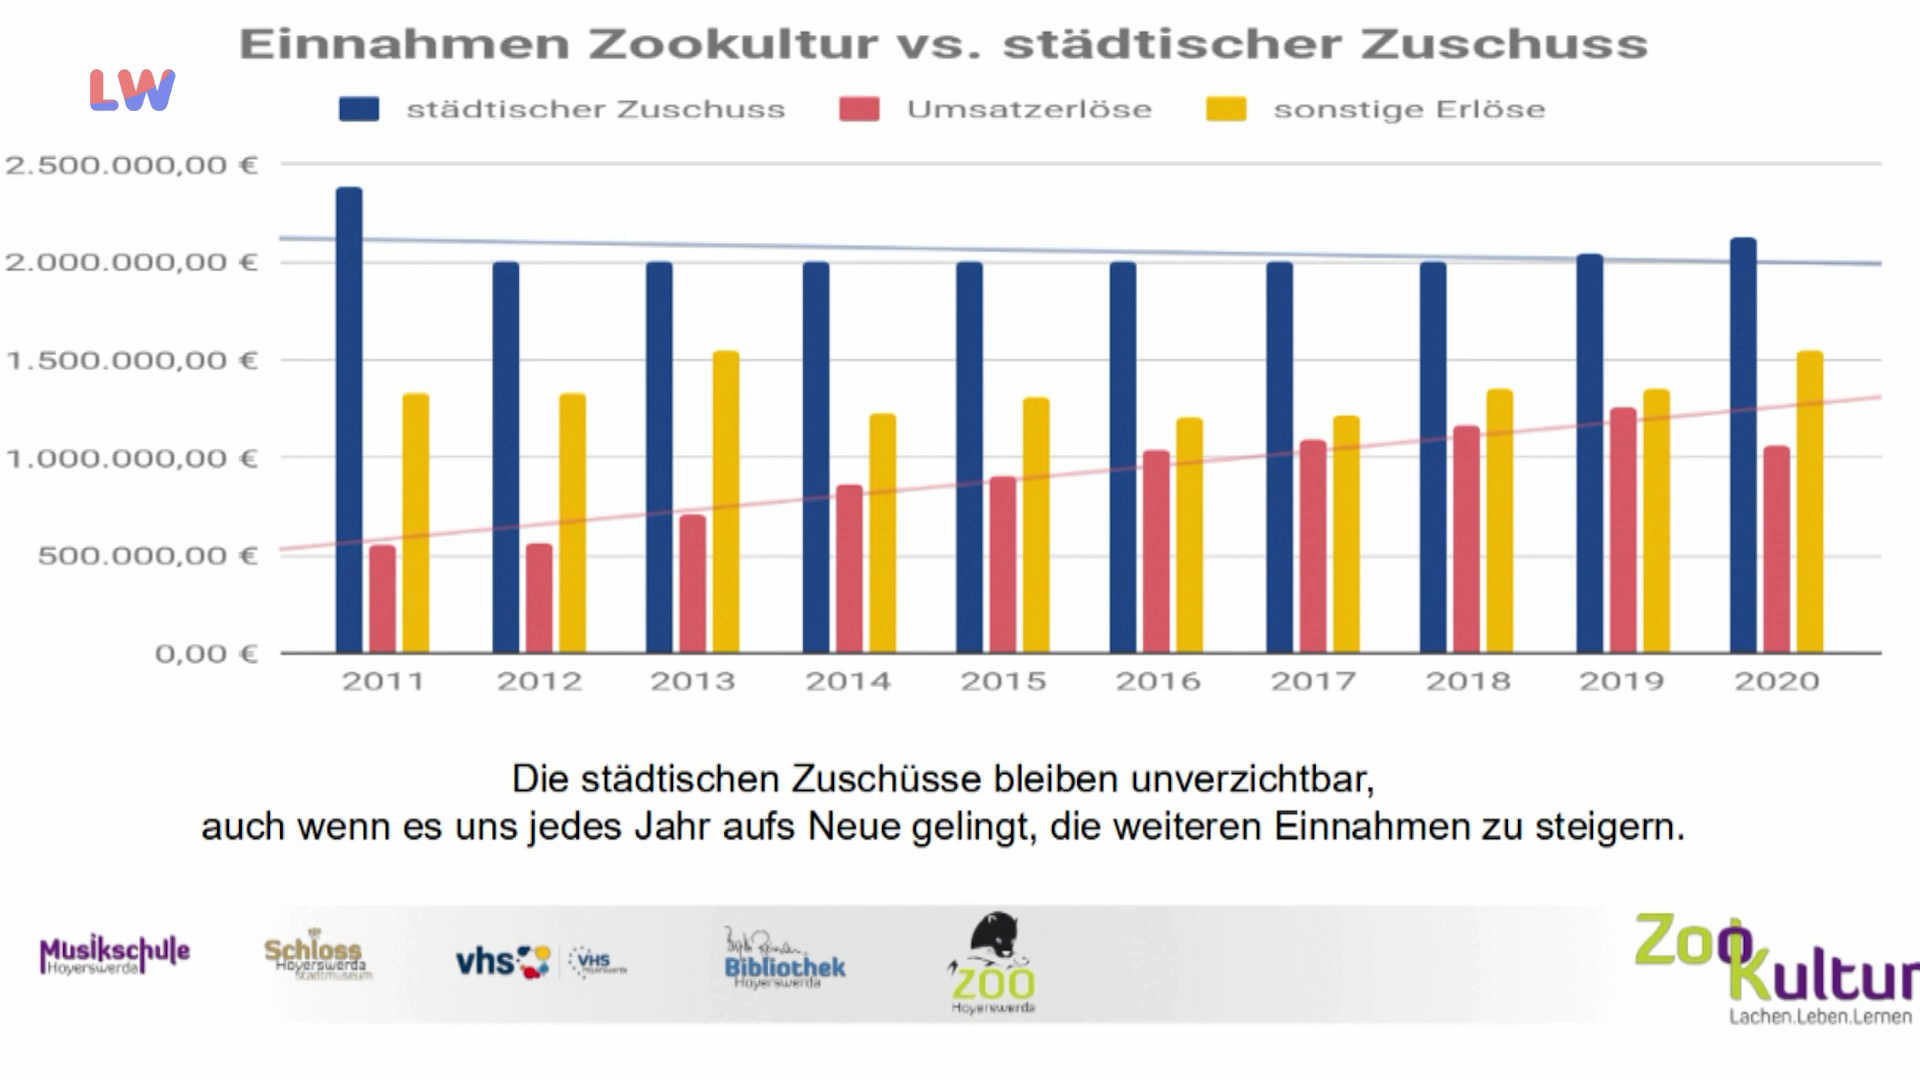 Einnahmen Zookultur vs. städtischer Zuschuss
LW
städtischer Zuschuss Umsatzerlöse sonstige Erlöse
2.500.000,00 €
2.000.000,00 €
1.500.000,00 €
1.000.000,00 €
500.000,00 €
0,00 €
2011 2012 2013 2014 2015 2016 2017 2018 2019 2020
Die städtischen Zuschüsse bleiben unverzichtbar,
auch wenn es uns jedes Jahr aufs Neue gelingt, die weiteren Einnahmen zu steigern.
Musikschule
Hoyerswerda
Schloss
Hoyerswerda
Stadtmuseum
vhs
VHS
Hoyerswerda
Bibliothek
Hoyerswerda
ZOO
Hoyerswerda
ZooKultur
Lachen.Leben.Lernen